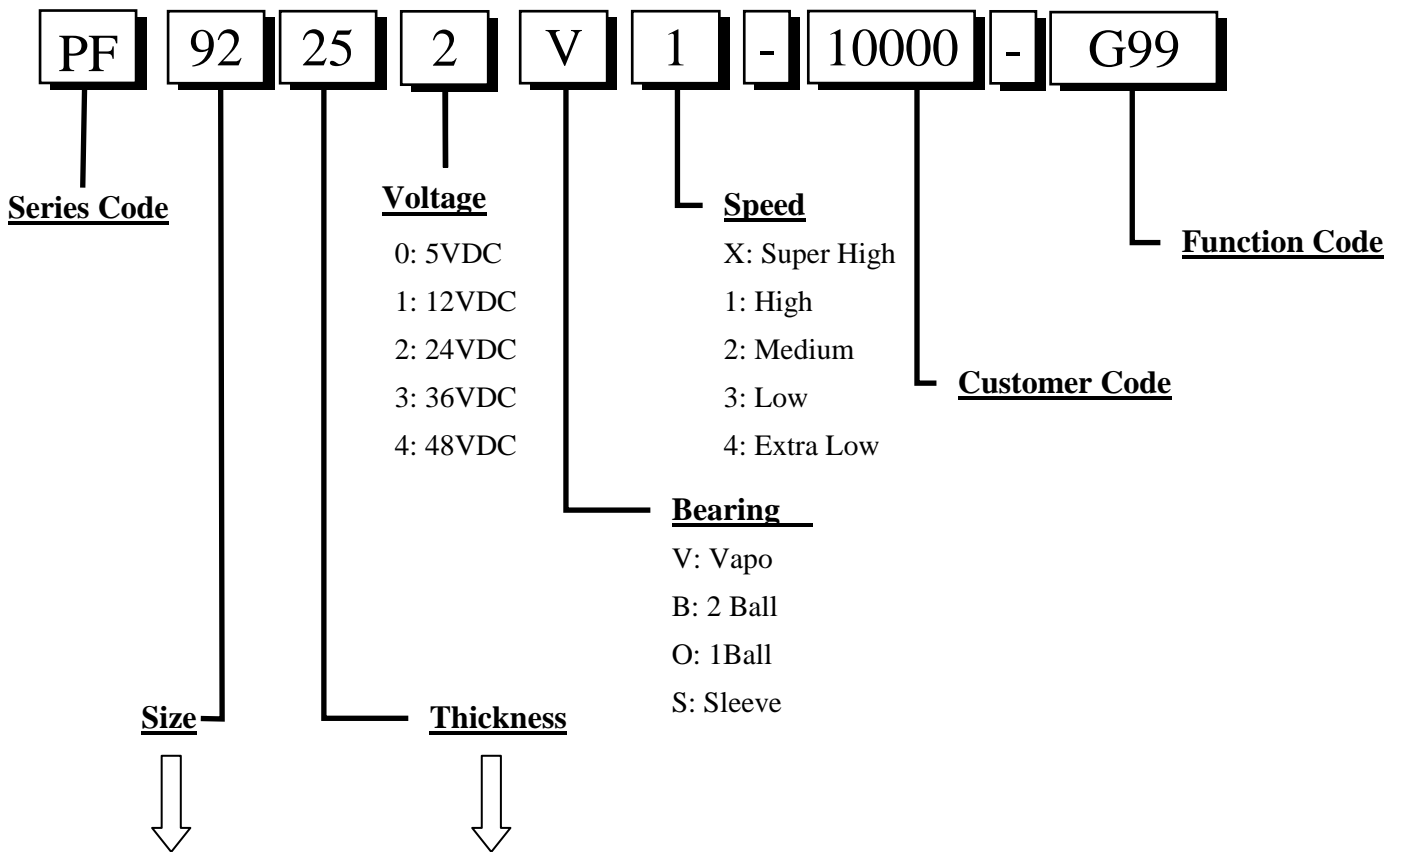 PF 92 25 2 V 1 - 10000 - G99
Series Code
Voltage
0: 5VDC
1: 12VDC
2: 24VDC
3: 36VDC
4: 48VDC
Speed
X: Super High
1: High
2: Medium
3: Low
4: Extra Low
Function Code
Customer Code
Bearing
V: Vapo
B: 2 Ball
O: 1Ball
S: Sleeve
Size
Thickness